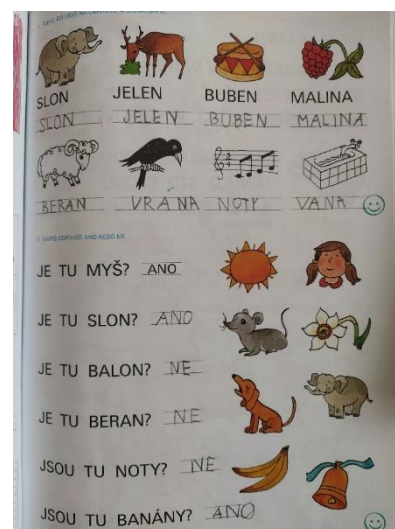 SLON JELEN BUBEN MALINA
SLON JELEN BUBEN MALINA
BERAN VRÁNA NOTY VANA
JE TU MYŠ? ANO
JE TU SLON? ANO
JE TU BALON? NE
JE TU BERAN? NE
JSOU TU NOTY? NE
JSOU TU BANÁNY? ANO